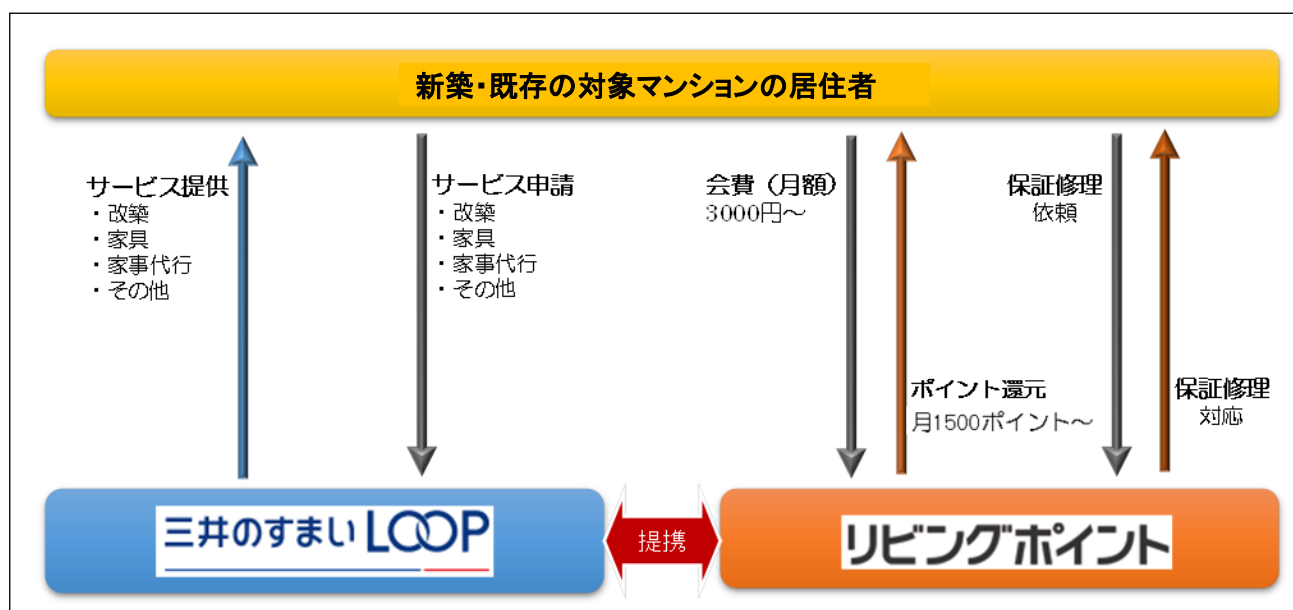 新築・既存の対象マンションの居住者
サービス提供
・改築
・家具
・家事代行
・その他
サービス申請
・改築
・家具
・家事代行
・その他
会費（月額）
3000円～
ポイント還元
月1500ポイント～
保証修理
依頼
保証修理
対応
三井のすまいLOOP
提携
リビングポイント